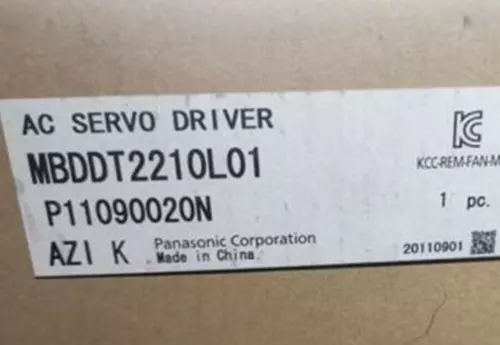 AC SERVO DRIVER
MBDDT2210L01
KCC-REM-FAN-M
P11090020N
1 pc.
AZI K Panasonic Corporation
Made in China.
20110901